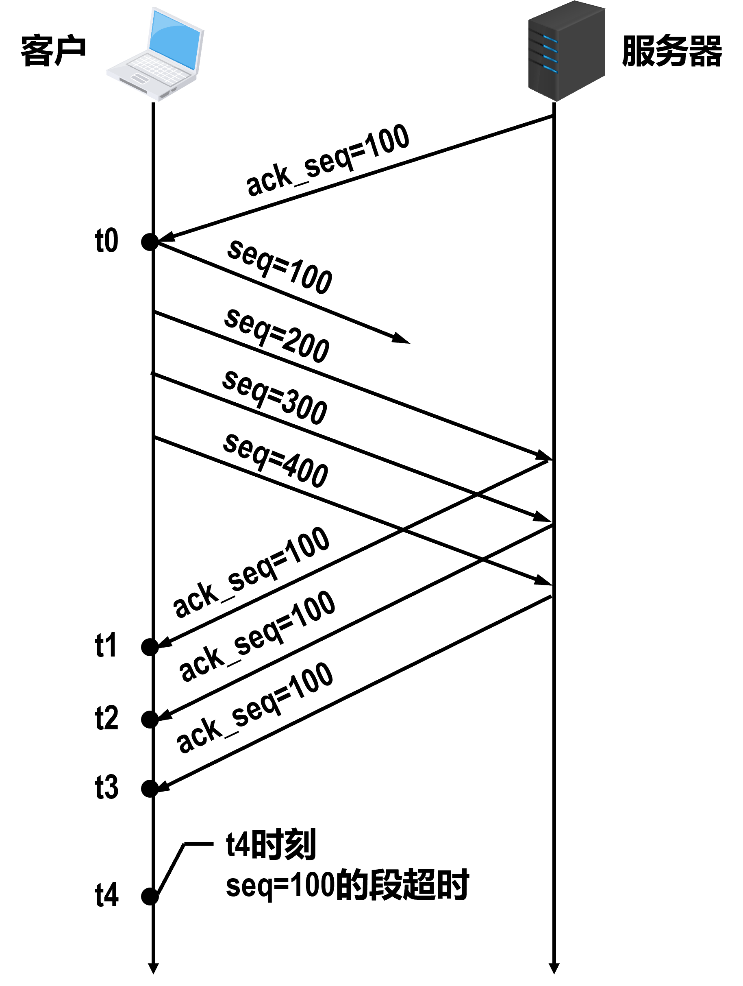 客户
服务器
ack_seq=100
t0
seq=100
seq=200
seq=300
seq=400
ack_seq=100
t1
ack_seq=100
t2
ack_seq=100
t3
t4时刻
seq=100的段超时
t4